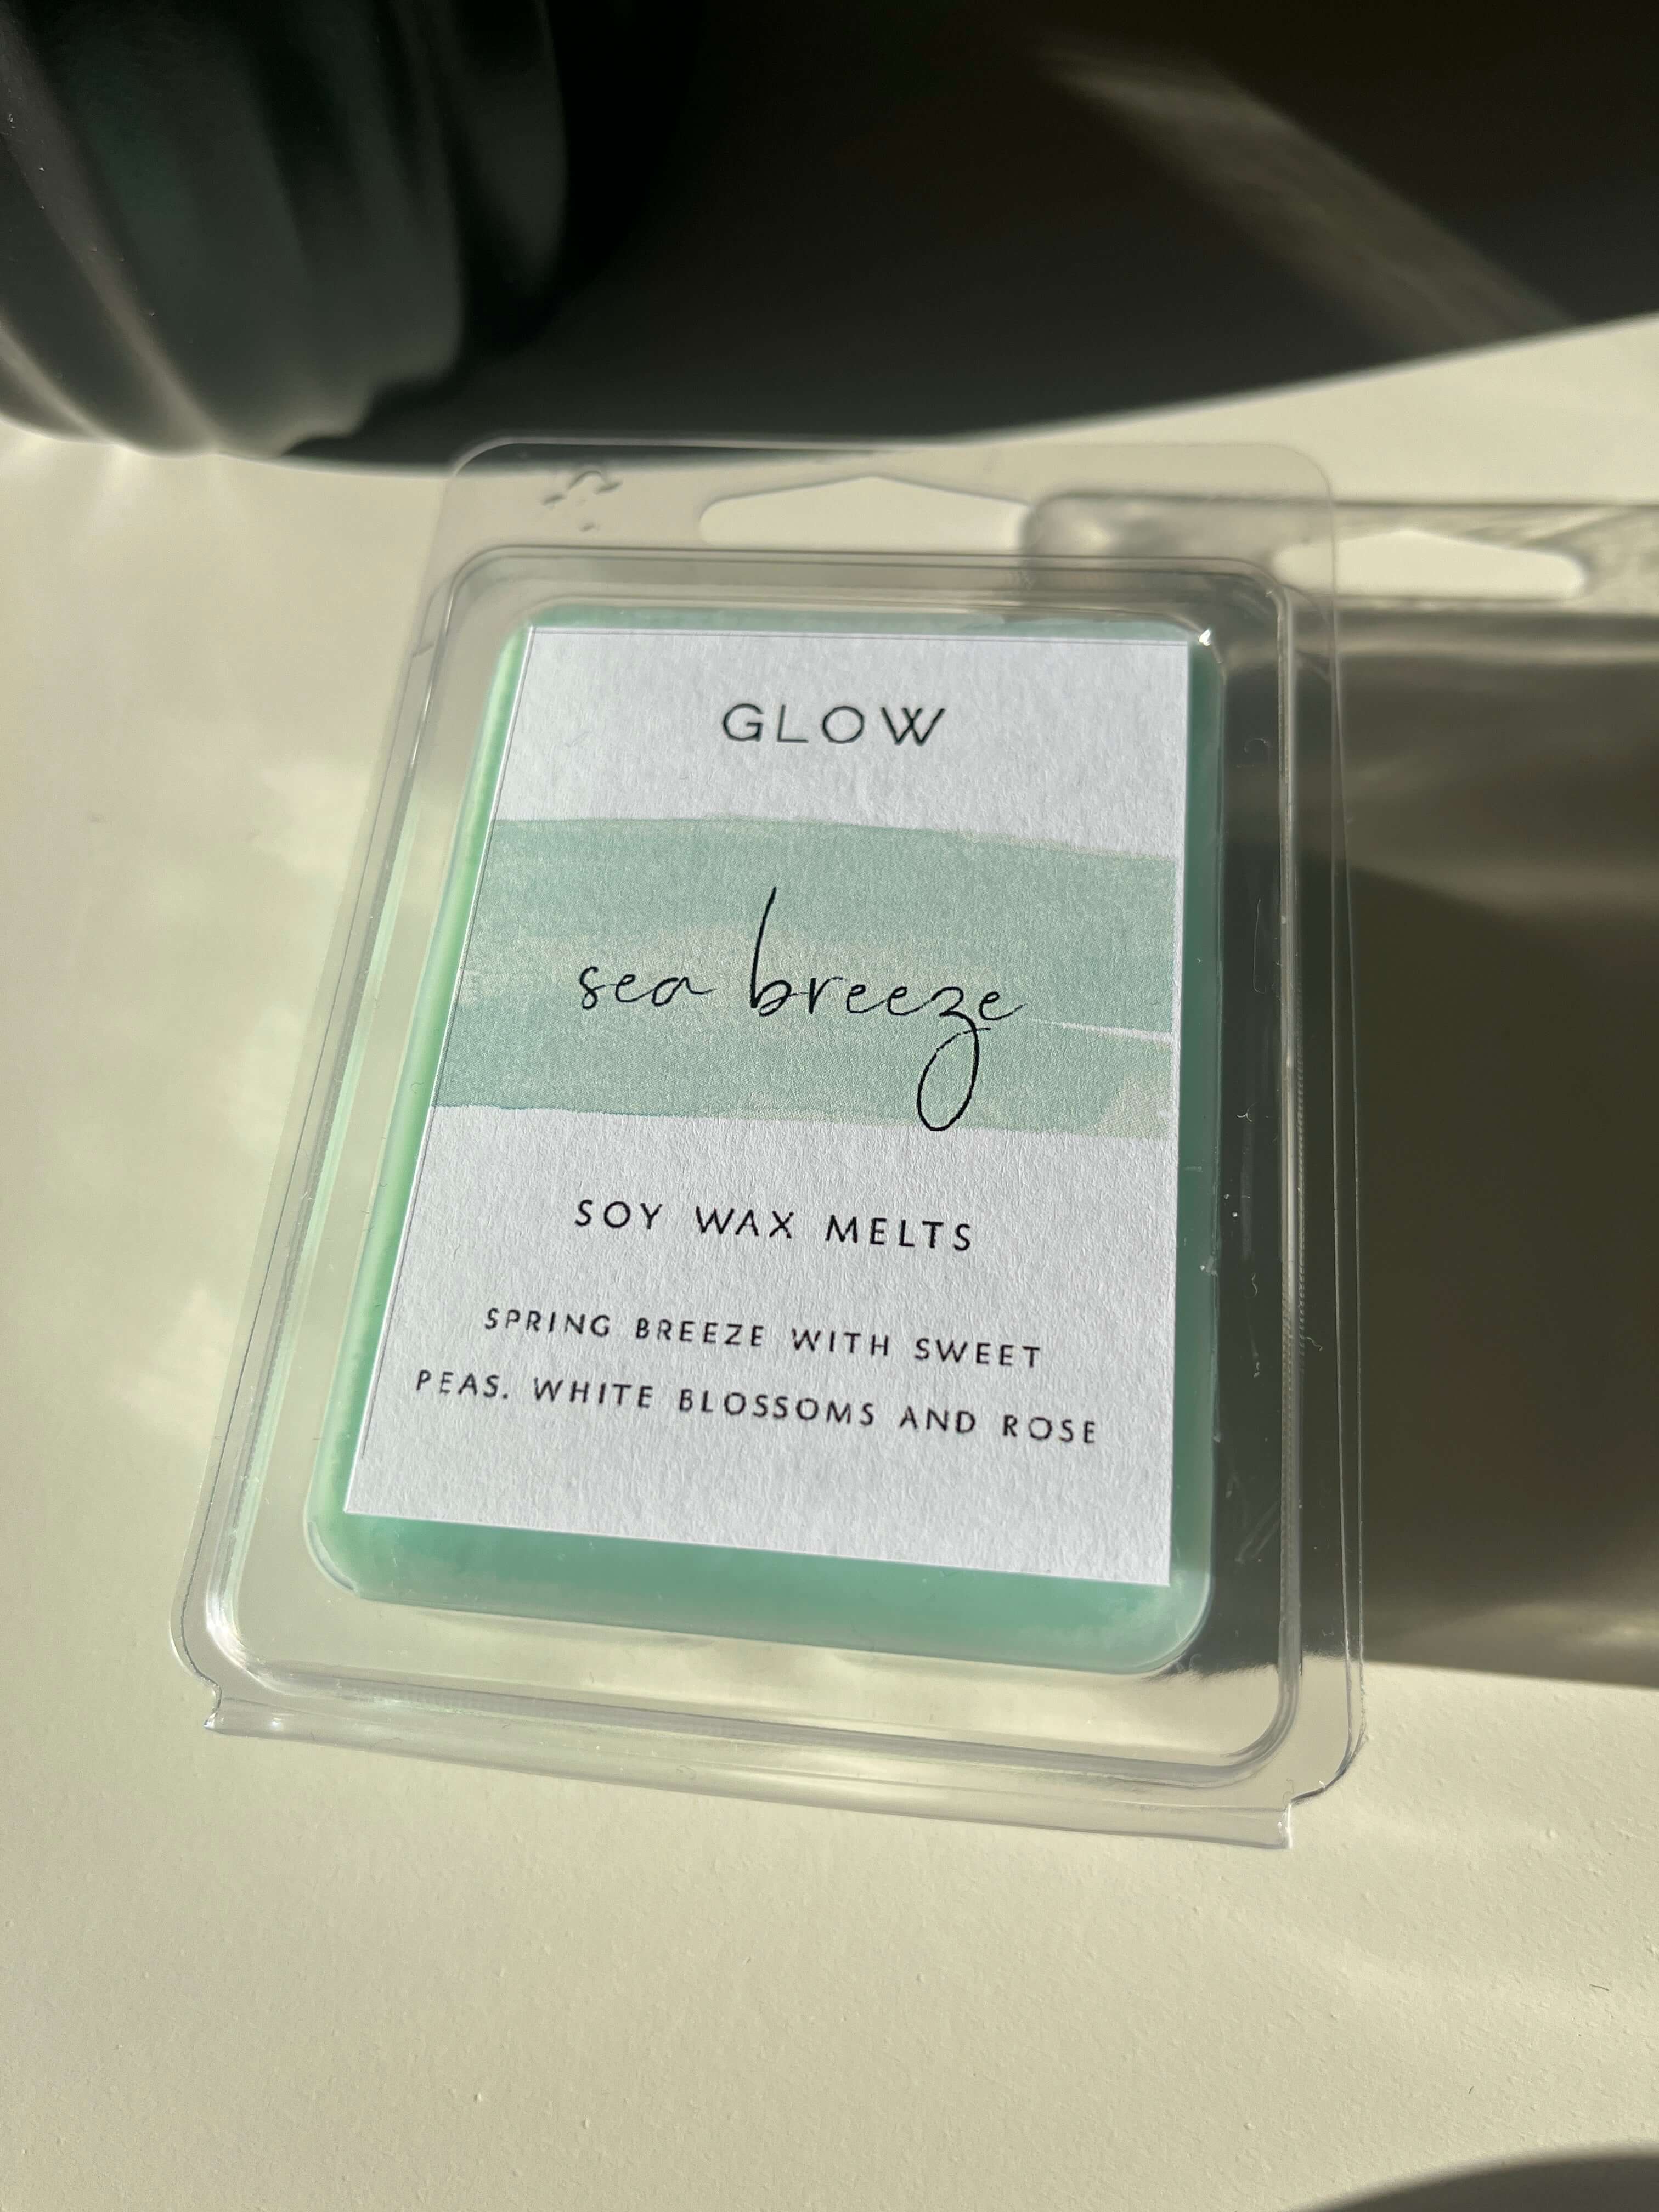 GLOW
sea breeze
SOY WAX MELTS
SPRING BREEZE WITH SWEET
PEAS. WHITE BLOSSOMS AND ROSE